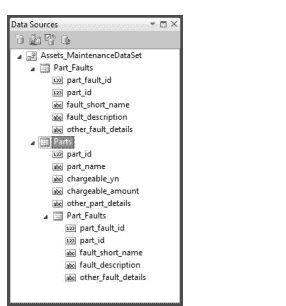 Data Sources
Assets_MaintenanceDataSet
Part_Faults
part_fault_id
part_id
fault_short_name
fault_description
other_fault_details
Parts
part_id
part_name
chargeable_yn
chargeable_amount
other_part_details
Part_Faults
part_fault_id
part_id
fault_short_name
fault_description
other_fault_details